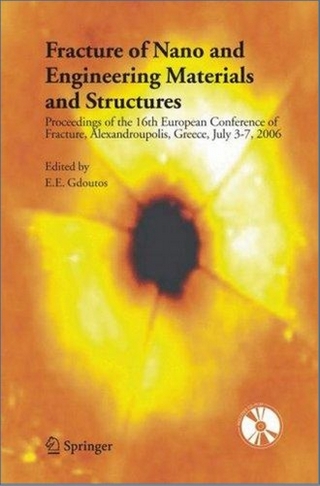 Fracture of Nano and
Engineering Materials
and Structures
Proceedings of the 16th European Conference of
Fracture, Alexandroupolis, Greece, July 3-7, 2006
Edited by
E.E. Gdoutos
Springer